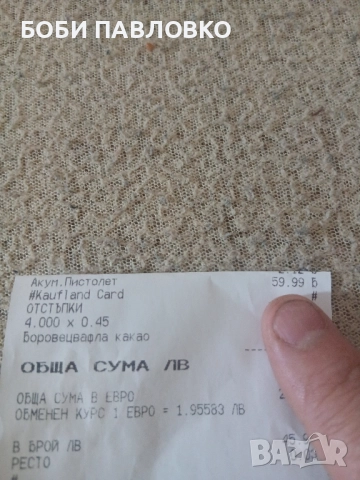 БОБИ ПАВЛОВКО
Акум.Пистолет 59.99 Б
#Kaufland Card #
ОТСТЪПКИ
4.000 x 0.45
Боровецвафла какао
ОБЩА СУМА ЛВ
ОБЩА СУМА В ЕВРО
ОБМЕНЕН КУРС 1 ЕВРО = 1.95583 ЛВ
В БРОЙ ЛВ
РЕСТО
BAZAR